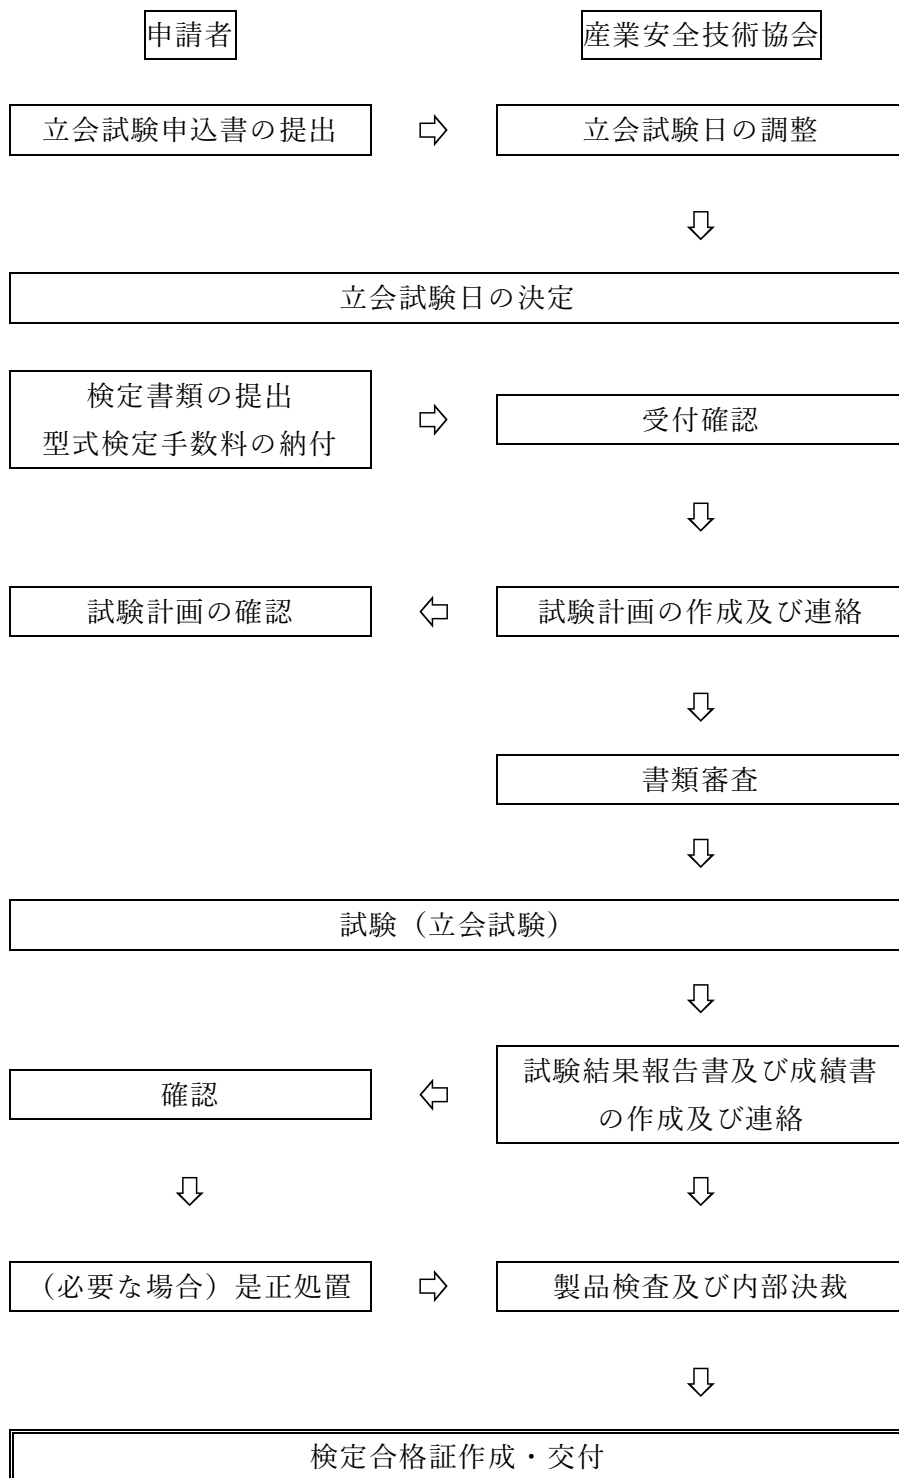 申請者
産業安全技術協会
立会試験申込書の提出
立会試験日の調整
立会試験日の決定
検定書類の提出
型式検定手数料の納付
受付確認
試験計画の確認
試験計画の作成及び連絡
書類審査
試験（立会試験）
確認
試験結果報告書及び成績書
の作成及び連絡
（必要な場合）是正処置
製品検査及び内部決裁
検定合格証作成・交付